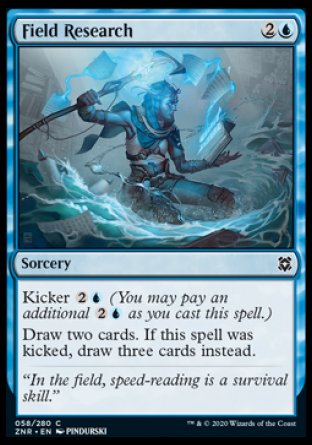 Field Research 2
Sorcery
Kicker 2 (You may pay an
additional 2 as you cast this spell.)
Draw two cards. If this spell was
kicked, draw three cards instead.
"In the field, speed-reading is a survival
skill."
058/280 C
ZNR • EN PINDURSKI
™ & © 2020 Wizards of the Coast